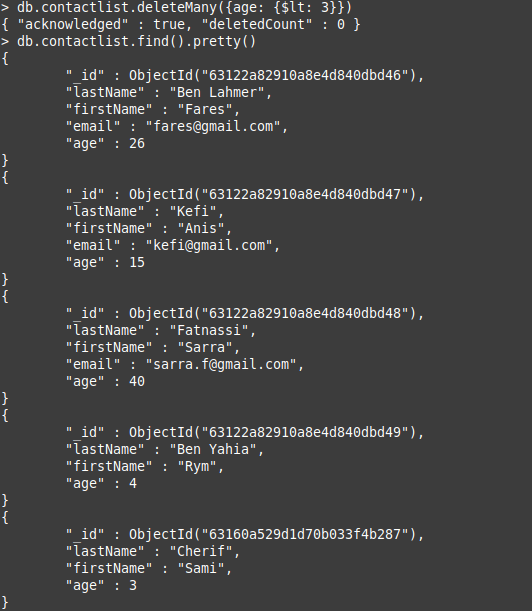 > db.contactlist.deleteMany({age: {$lt: 3}})
{ "acknowledged" : true, "deletedCount" : 0 }
> db.contactlist.find().pretty()
{
        "_id" : ObjectId("63122a82910a8e4d840dbd46"),
        "lastName" : "Ben Lahmer",
        "firstName" : "Fares",
        "email" : "fares@gmail.com",
        "age" : 26
}
{
        "_id" : ObjectId("63122a82910a8e4d840dbd47"),
        "lastName" : "Kefi",
        "firstName" : "Anis",
        "email" : "kefi@gmail.com",
        "age" : 15
}
{
        "_id" : ObjectId("63122a82910a8e4d840dbd48"),
        "lastName" : "Fatnassi",
        "firstName" : "Sarra",
        "email" : "sarra.f@gmail.com",
        "age" : 40
}
{
        "_id" : ObjectId("63122a82910a8e4d840dbd49"),
        "lastName" : "Ben Yahia",
        "firstName" : "Rym",
        "age" : 4
}
{
        "_id" : ObjectId("63160a529d1d70b033f4b287"),
        "lastName" : "Cherif",
        "firstName" : "Sami",
        "age" : 3
}